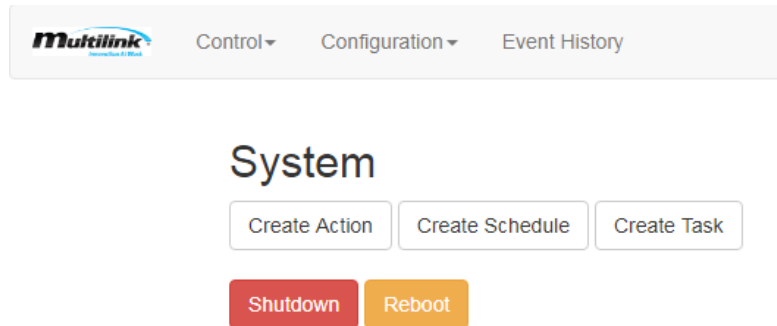 Multilink Control Configuration Event History
System
Create Action Create Schedule Create Task
Shutdown Reboot